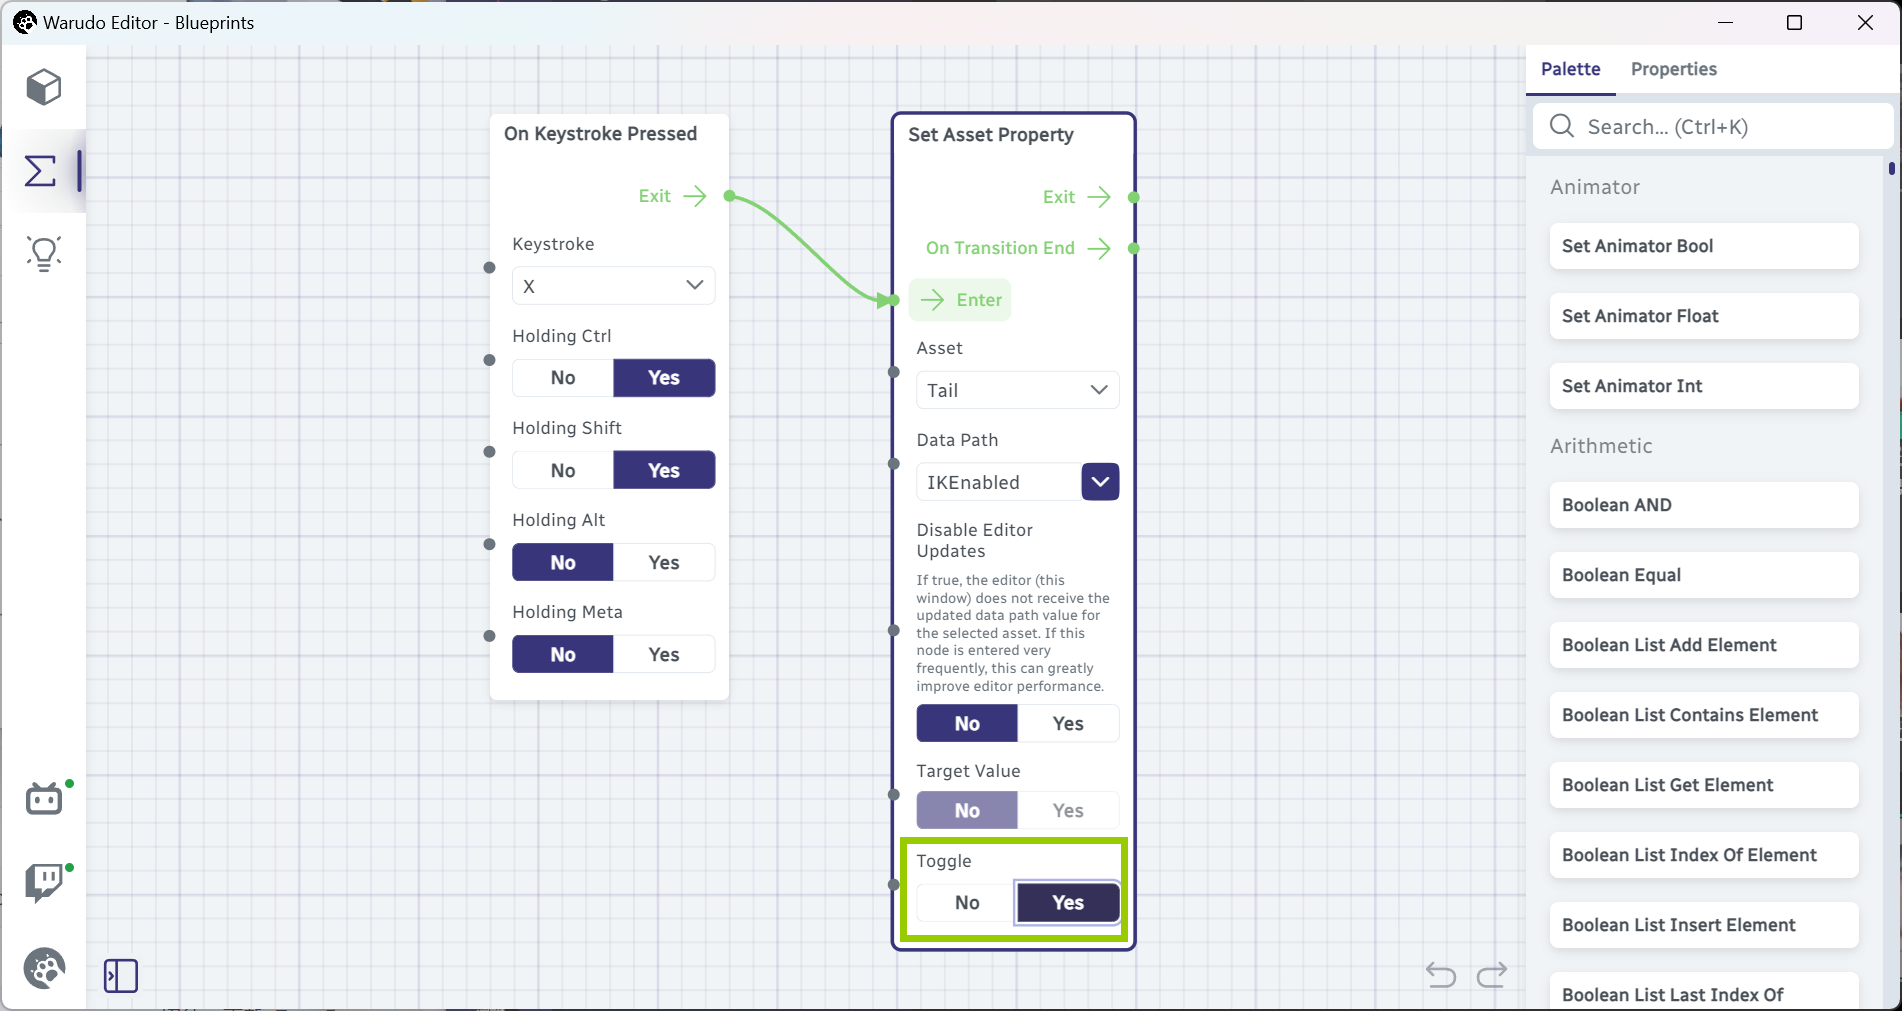 Warudo Editor - Blueprints
On Keystroke Pressed
Exit
Keystroke
X
Holding Ctrl
No Yes
Holding Shift
No Yes
Holding Alt
No Yes
Holding Meta
No Yes
Set Asset Property
Exit
On Transition End
Enter
Asset
Tail
Data Path
IKEnabled
Disable Editor
Updates
If true, the editor (this
window) does not receive the
updated data path value for
the selected asset. If this
node is entered very
frequently, this can greatly
improve editor performance.
No Yes
Target Value
No Yes
Toggle
No Yes
Palette Properties
Search... (Ctrl+K)
Animator
Set Animator Bool
Set Animator Float
Set Animator Int
Arithmetic
Boolean AND
Boolean Equal
Boolean List Add Element
Boolean List Contains Element
Boolean List Get Element
Boolean List Index Of Element
Boolean List Insert Element
Boolean List Last Index Of